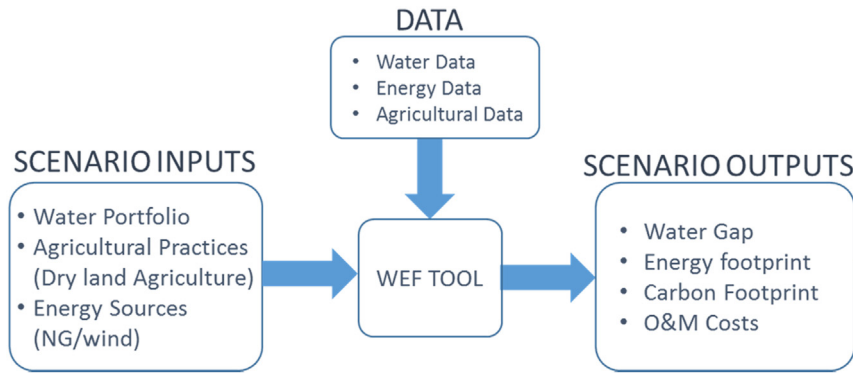 DATA
• Water Data
• Energy Data
• Agricultural Data
SCENARIO INPUTS
• Water Portfolio
• Agricultural Practices
(Dry land Agriculture)
• Energy Sources
(NG/wind)
WEF TOOL
SCENARIO OUTPUTS
• Water Gap
• Energy footprint
• Carbon Footprint
• O&M Costs